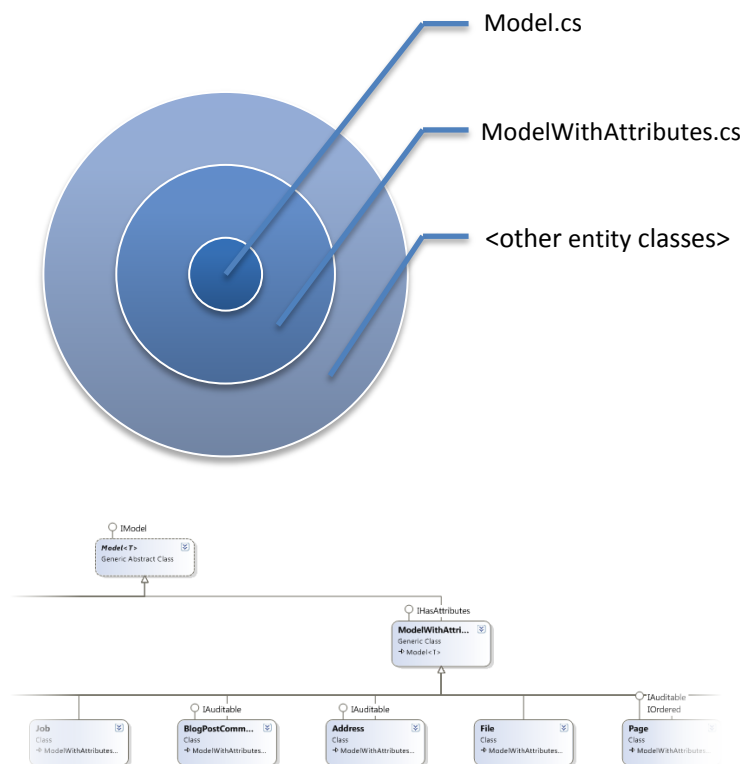 Model.cs
ModelWithAttributes.cs
<other entity classes>
IModel
Model<T>
Generic Abstract Class
IHasAttributes
ModelWithAttri...
Generic Class
Model<T>
IAuditable
IAuditable
IAuditable
IOrdered
Job
Class
ModelWithAttributes...
BlogPostComm...
Class
ModelWithAttributes...
Address
Class
ModelWithAttributes...
File
Class
ModelWithAttributes...
Page
Class
ModelWithAttributes...